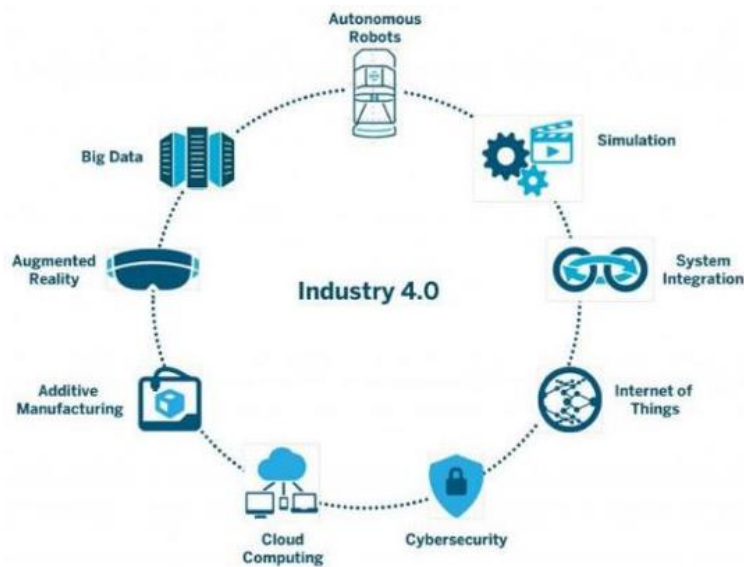 Autonomous
Robots
Simulation
System
Integration
Internet of
Things
Cybersecurity
Cloud
Computing
Additive
Manufacturing
Augmented
Reality
Big Data
Industry 4.0